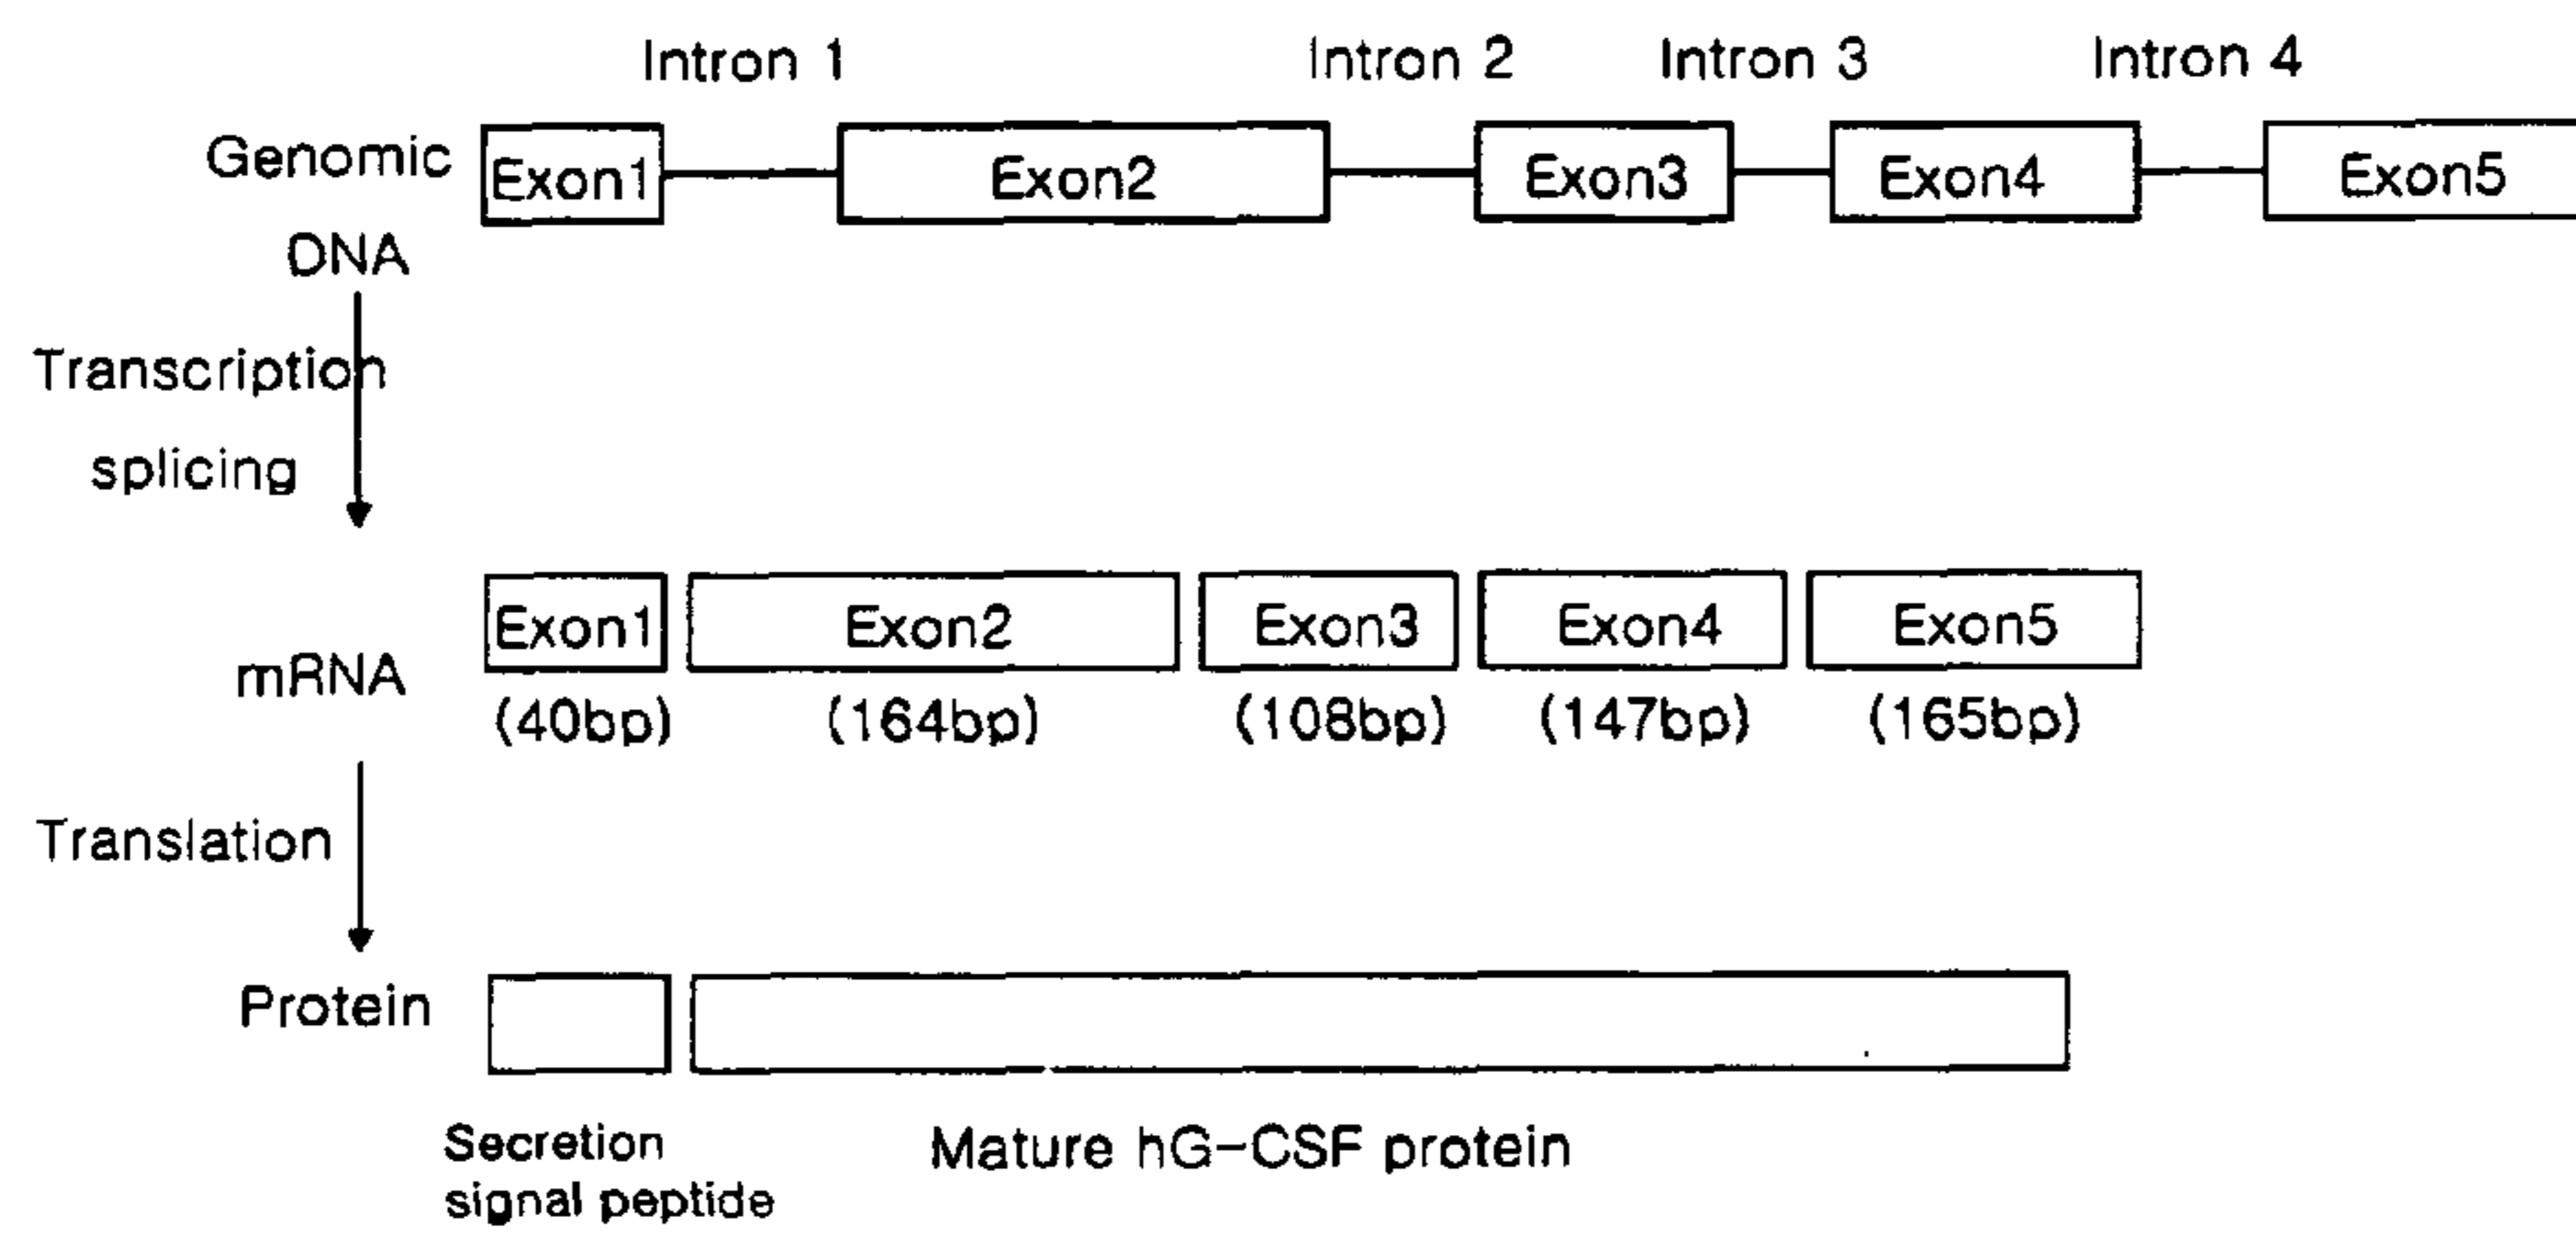 Intron 1 Intron 2 Intron 3 Intron 4
Genomic
DNA
Exon1 Exon2 Exon3 Exon4 Exon5
Transcription
splicing
mRNA
Exon1 Exon2 Exon3 Exon4 Exon5
(40bp) (164bp) (108bp) (147bp) (165bp)
Translation
Protein
Secretion
signal peptide
Mature hG-CSF protein